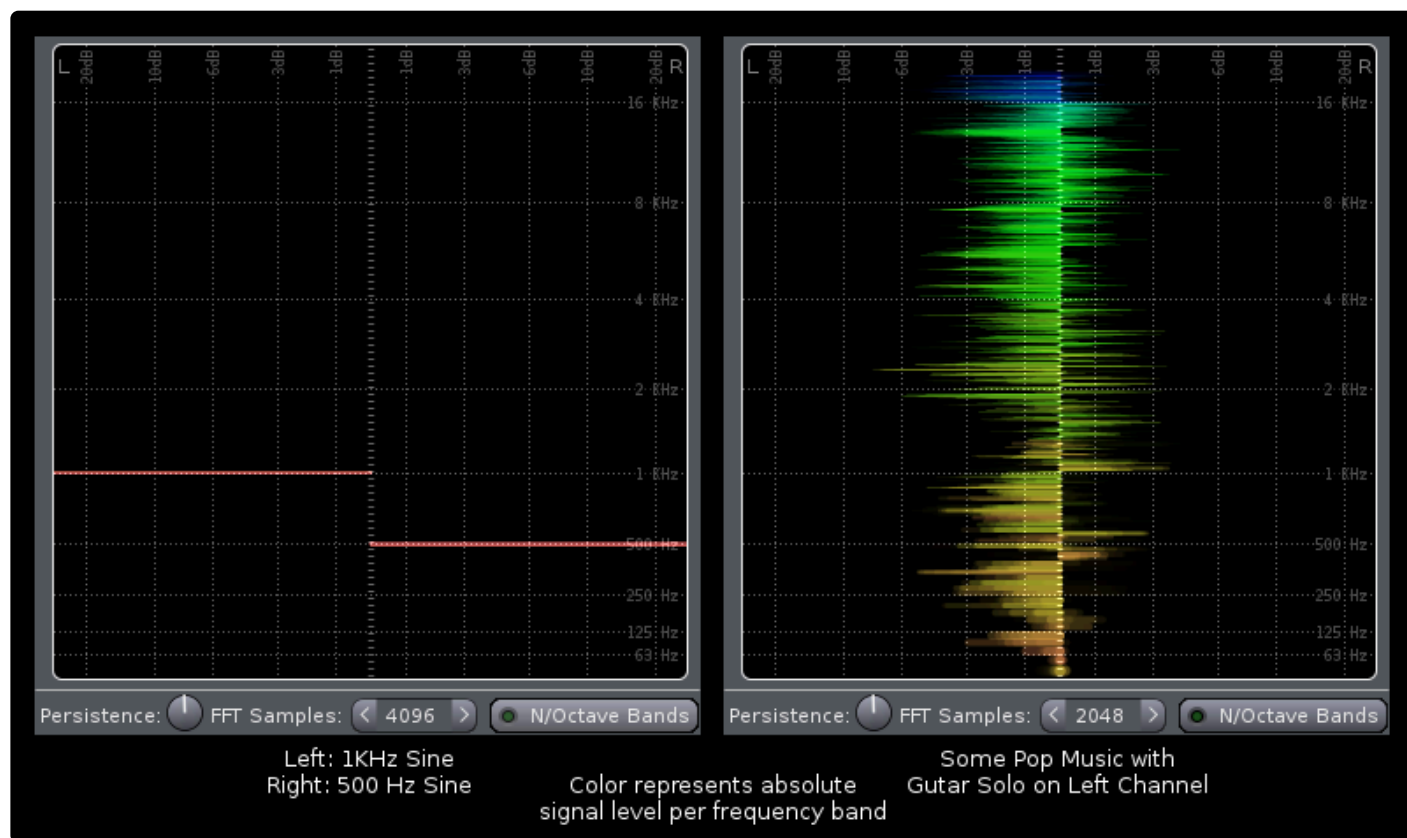 L 20dB 10dB 6dB 3dB 1dB 1dB 3dB 6dB 10dB 20dB R
16 KHz
8 KHz
4 KHz
2 KHz
1 KHz
500 Hz
250 Hz
125 Hz
63 Hz
Persistence: FFT Samples: < 4096 > N/Octave Bands
L 20dB 10dB 6dB 3dB 1dB 1dB 3dB 6dB 10dB 20dB R
16 KHz
8 KHz
4 KHz
2 KHz
1 KHz
500 Hz
250 Hz
125 Hz
63 Hz
Persistence: FFT Samples: < 2048 > N/Octave Bands
Left: 1KHz Sine
Right: 500 Hz Sine
Color represents absolute
signal level per frequency band
Some Pop Music with
Gutar Solo on Left Channel